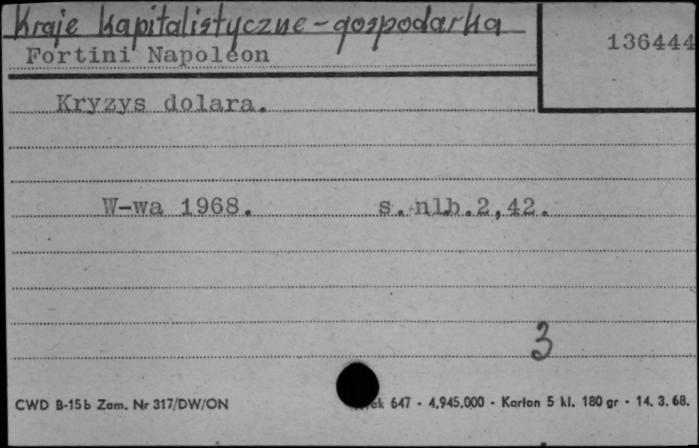 Kraje kapitalistyczne - gospodarka
136444
Fortini Napoleon
Kryzys dolara.
W-wa 1968. s. nlb.2,42.
3
CWD B-15b Zam. Nr 317/DW/ON 647 - 4.945.000 - Karton 5 kl. 180 gr - 14. 3. 68.